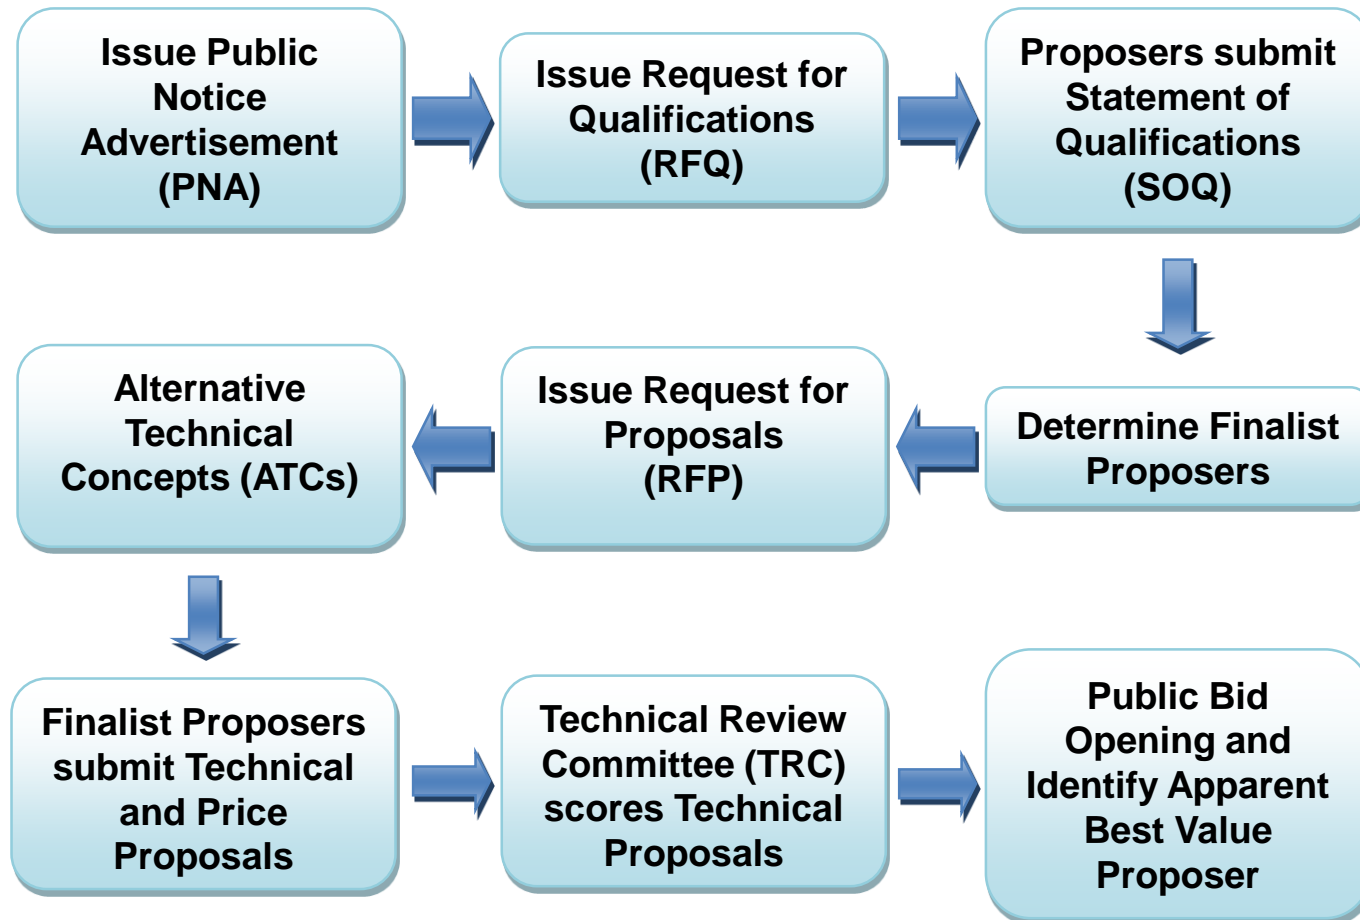 Issue Public
Notice
Advertisement
(PNA)
Issue Request for
Qualifications
(RFQ)
Proposers submit
Statement of
Qualifications
(SOQ)
Determine Finalist
Proposers
Issue Request for
Proposals
(RFP)
Alternative
Technical
Concepts (ATCs)
Finalist Proposers
submit Technical
and Price
Proposals
Technical Review
Committee (TRC)
scores Technical
Proposals
Public Bid
Opening and
Identify Apparent
Best Value
Proposer